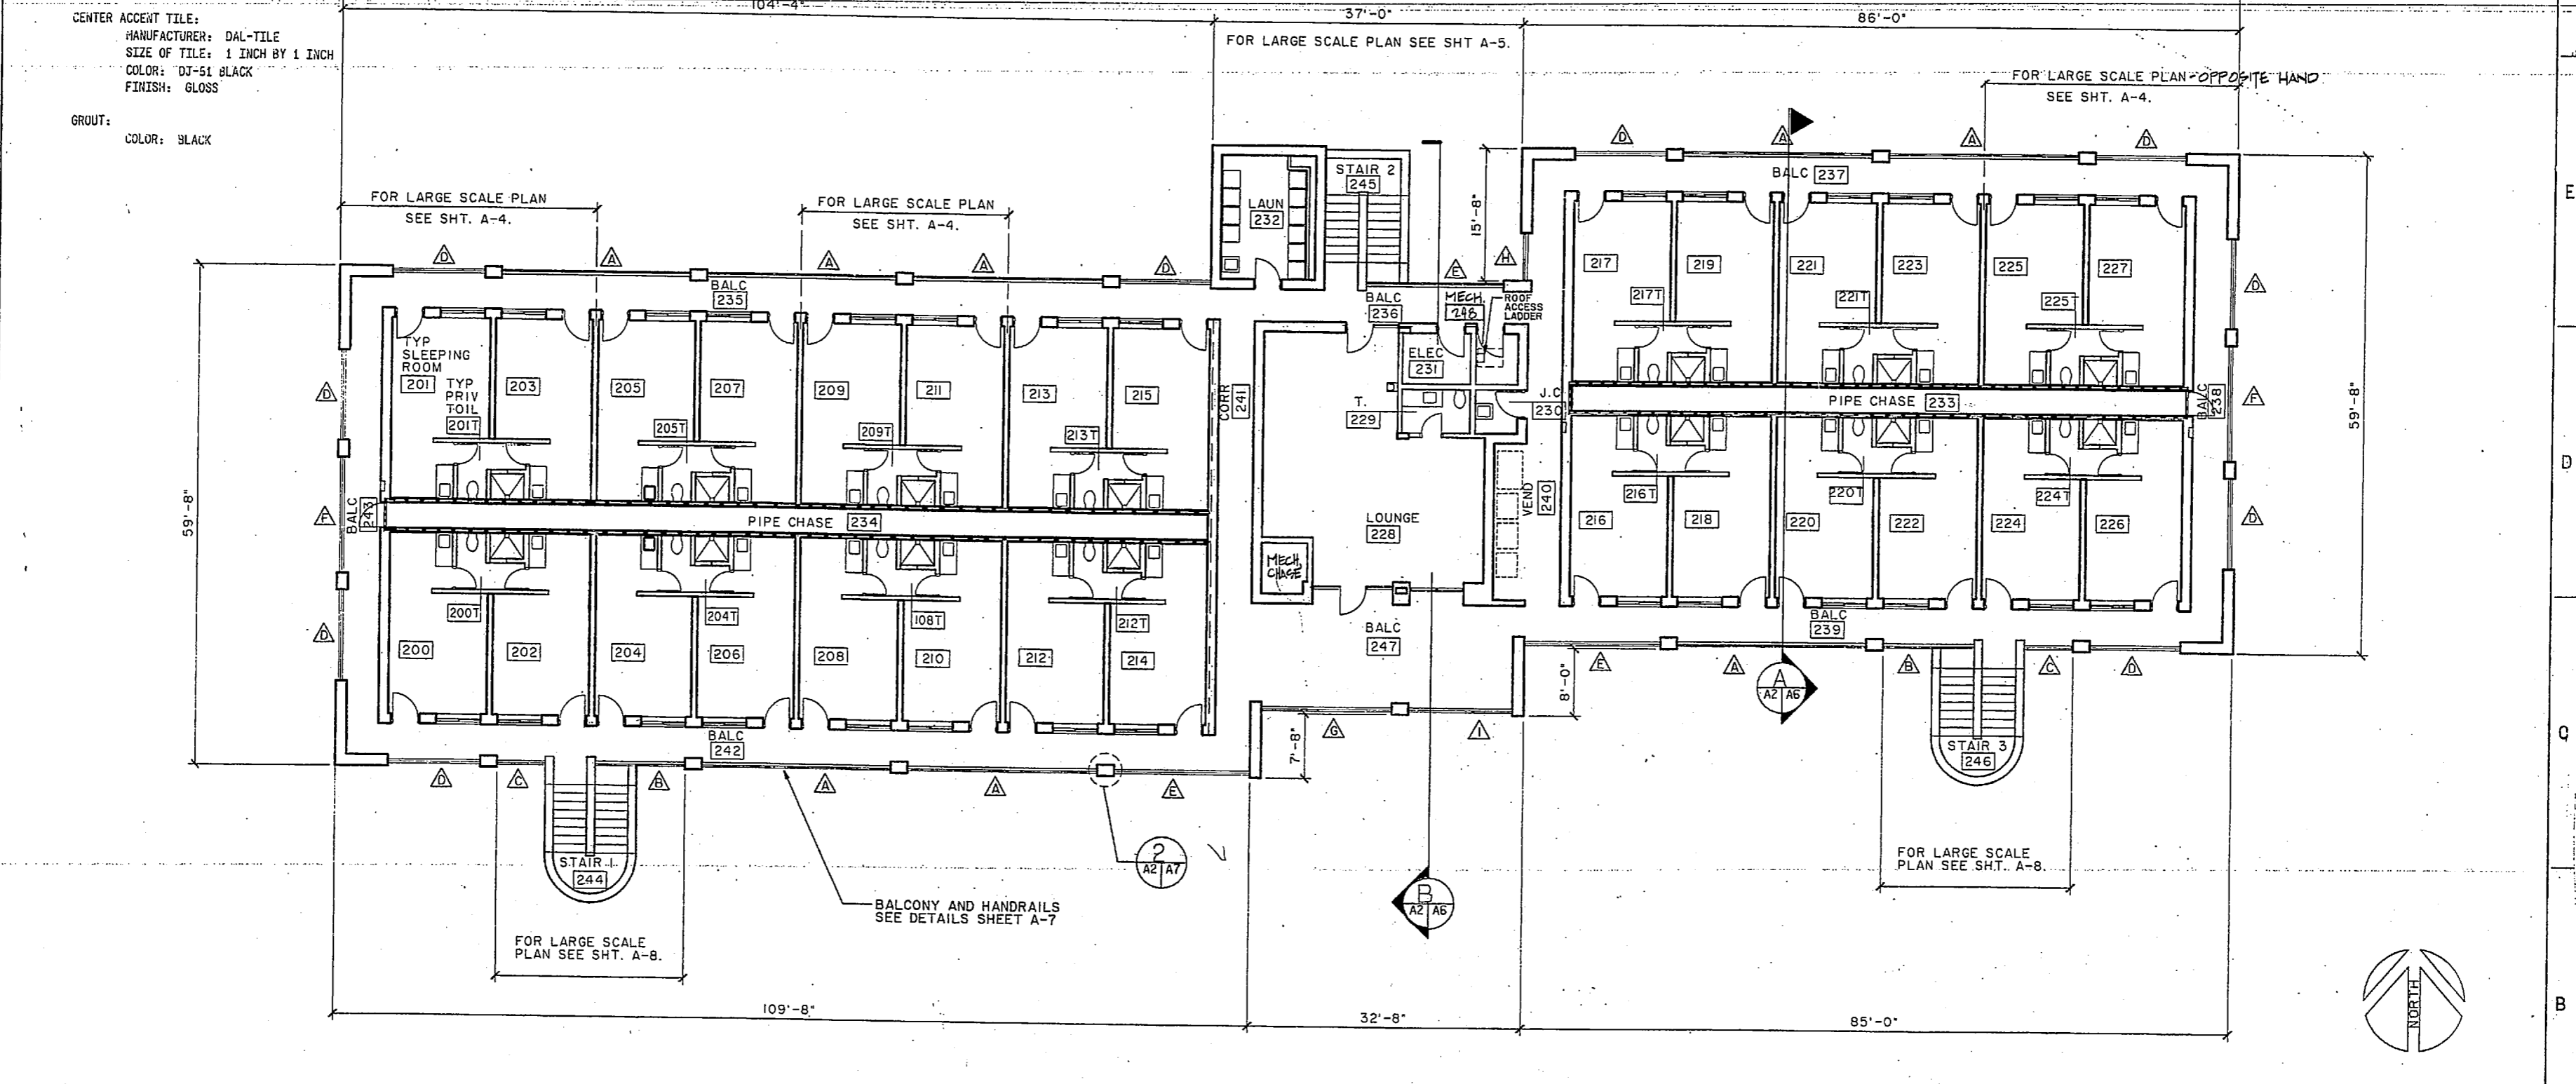 CENTER ACCENT TILE:
MANUFACTURER: DAL-TILE
SIZE OF TILE: 1 INCH BY 1 INCH
COLOR: DJ-51 BLACK
FINISH: GLOSS
GROUT:
COLOR: BLACK
104'-4"
37'-0"
86'-0"
FOR LARGE SCALE PLAN SEE SHT A-5.
FOR LARGE SCALE PLAN-OPPOSITE HAND
SEE SHT. A-4.
FOR LARGE SCALE PLAN
SEE SHT. A-4.
FOR LARGE SCALE PLAN
SEE SHT. A-4.
E
D
C
B
D
A
A
A
D
E
H
D
A
A
D
LAUN
232
STAIR 2
245
15'-8"
BALC 237
BALC
235
BALC
236
MECH.
248
ROOF
ACCESS
LADDER
217
219
221
223
225
227
217T
221T
225T
TYP
SLEEPING
ROOM
201
TYP
PRIV
TOIL
201T
203
205
207
209
211
213
215
205T
209T
213T
CORR
241
ELEC
231
T.
229
J.C.
230
PIPE CHASE 233
BALC
238
D
F
D
59'-8"
59'-8"
D
F
D
BALC
243
PIPE CHASE 234
LOUNGE
228
MECH.
CHASE
VEND
240
216T
220T
224T
216
218
220
222
224
226
200T
204T
108T
212T
200
202
204
206
208
210
212
214
BALC
242
BALC
247
BALC
239
D
C
B
A
A
E
G
I
E
A
B
C
D
7'-8"
8'-0"
STAIR 1
244
STAIR 3
246
A
A2 A6
B
A2 A6
2
A2 A7
BALCONY AND HANDRAILS
SEE DETAILS SHEET A-7
FOR LARGE SCALE
PLAN SEE SHT. A-8.
FOR LARGE SCALE
PLAN SEE SHT. A-8.
109'-8"
32'-8"
85'-0"
NORTH